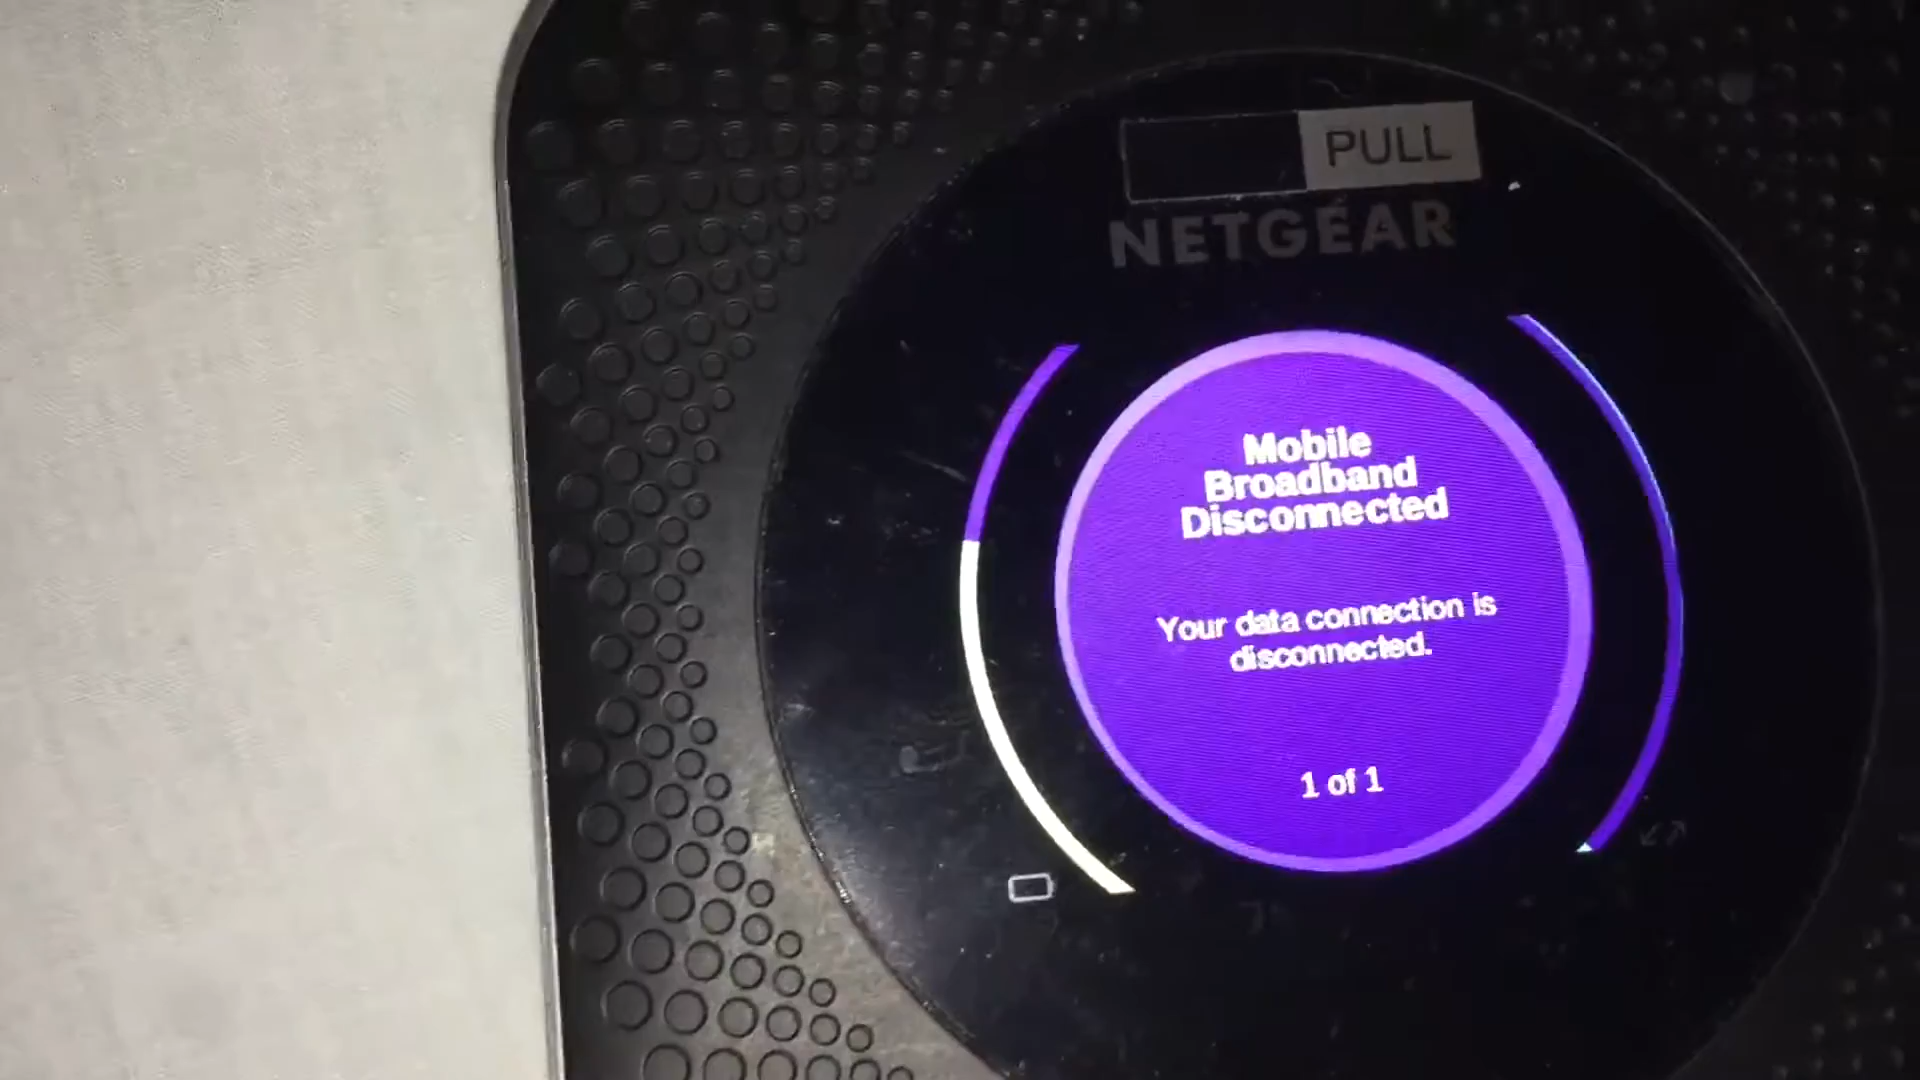 PULL
NETGEAR
Mobile
Broadband
Disconnected
Your data connection is
disconnected.
1 of 1